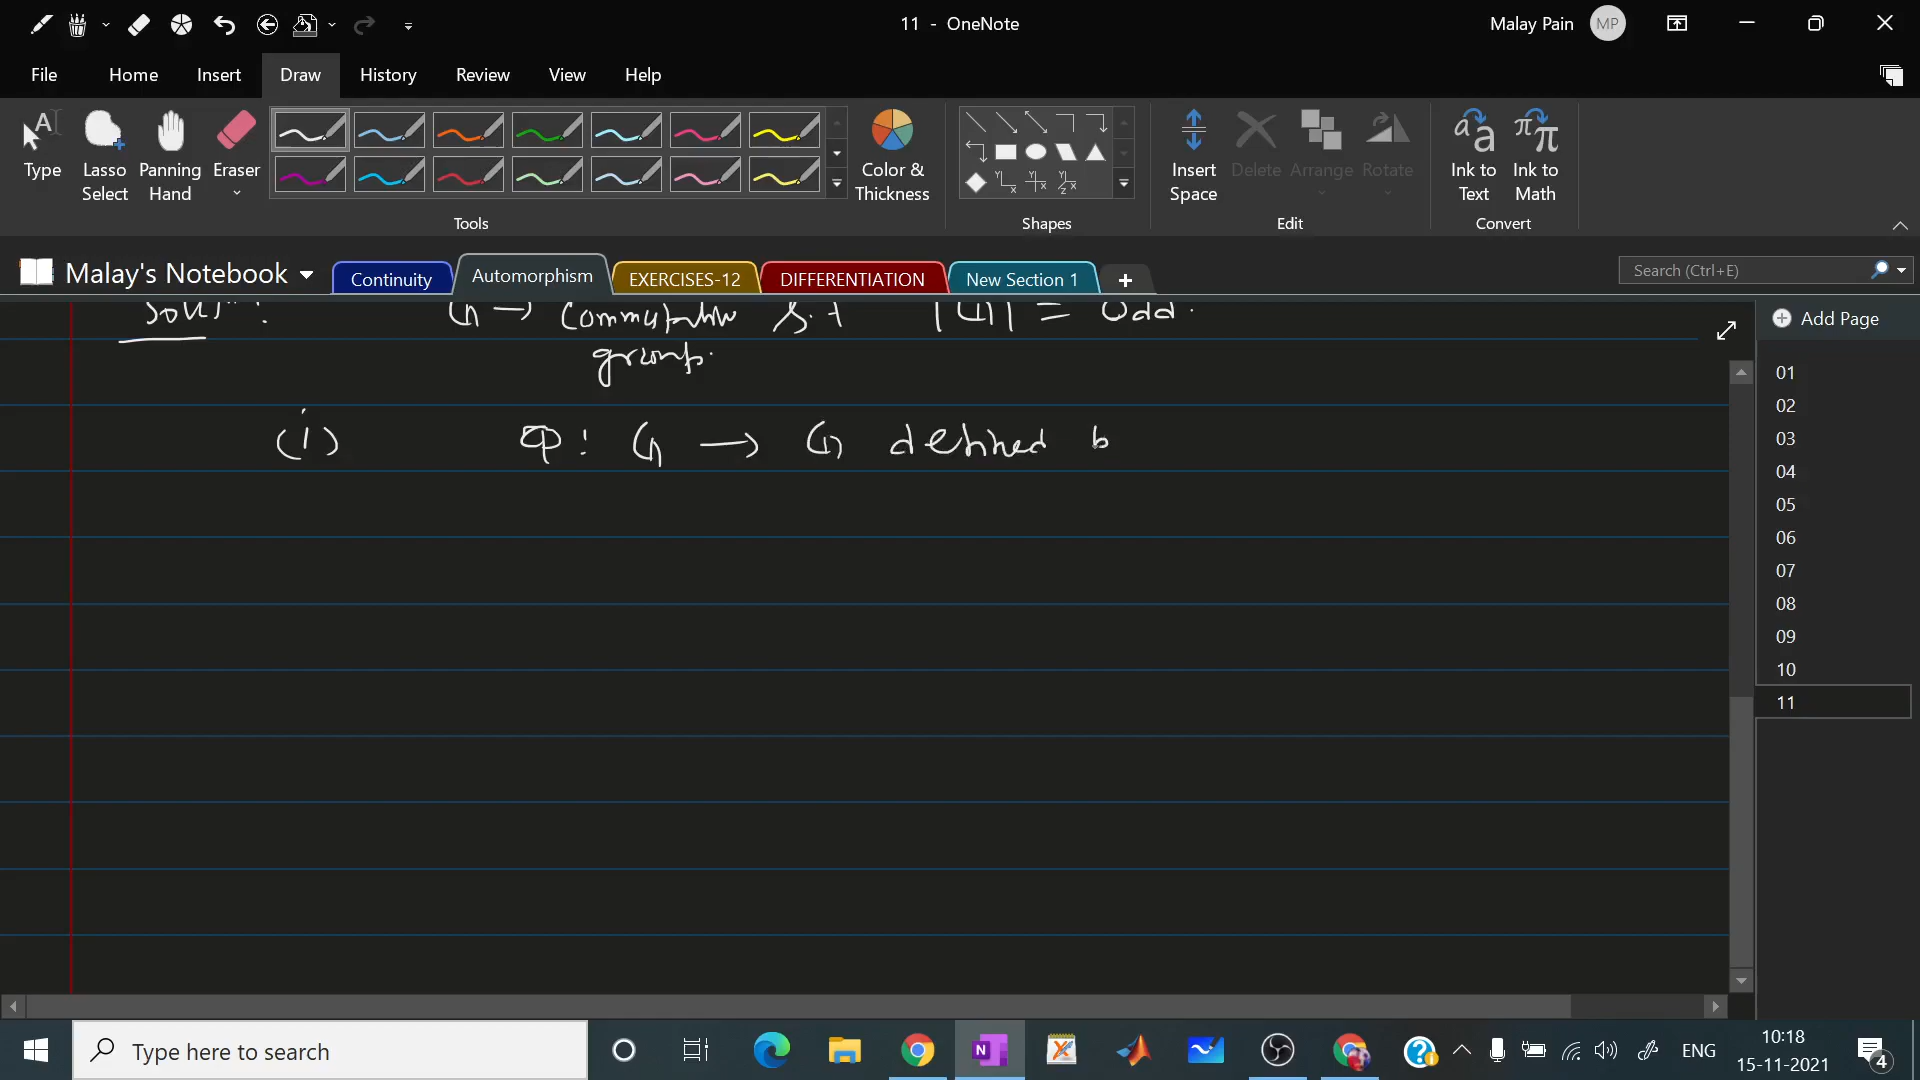 11 - OneNote
Malay Pain MP
File Home Insert Draw History Review View Help
Type Lasso Select Panning Hand Eraser Color & Thickness Insert Space Delete Arrange Rotate Ink to Text Ink to Math
Tools Shapes Edit Convert
Malay's Notebook Continuity Automorphism EXERCISES-12 DIFFERENTIATION New Section 1 + Search (Ctrl+E)
G → Commutative s.t |G| = odd.
group.
(i) φ: G → G defined b
Add Page
01
02
03
04
05
06
07
08
09
10
11
Type here to search
ENG
10:18
15-11-2021
4